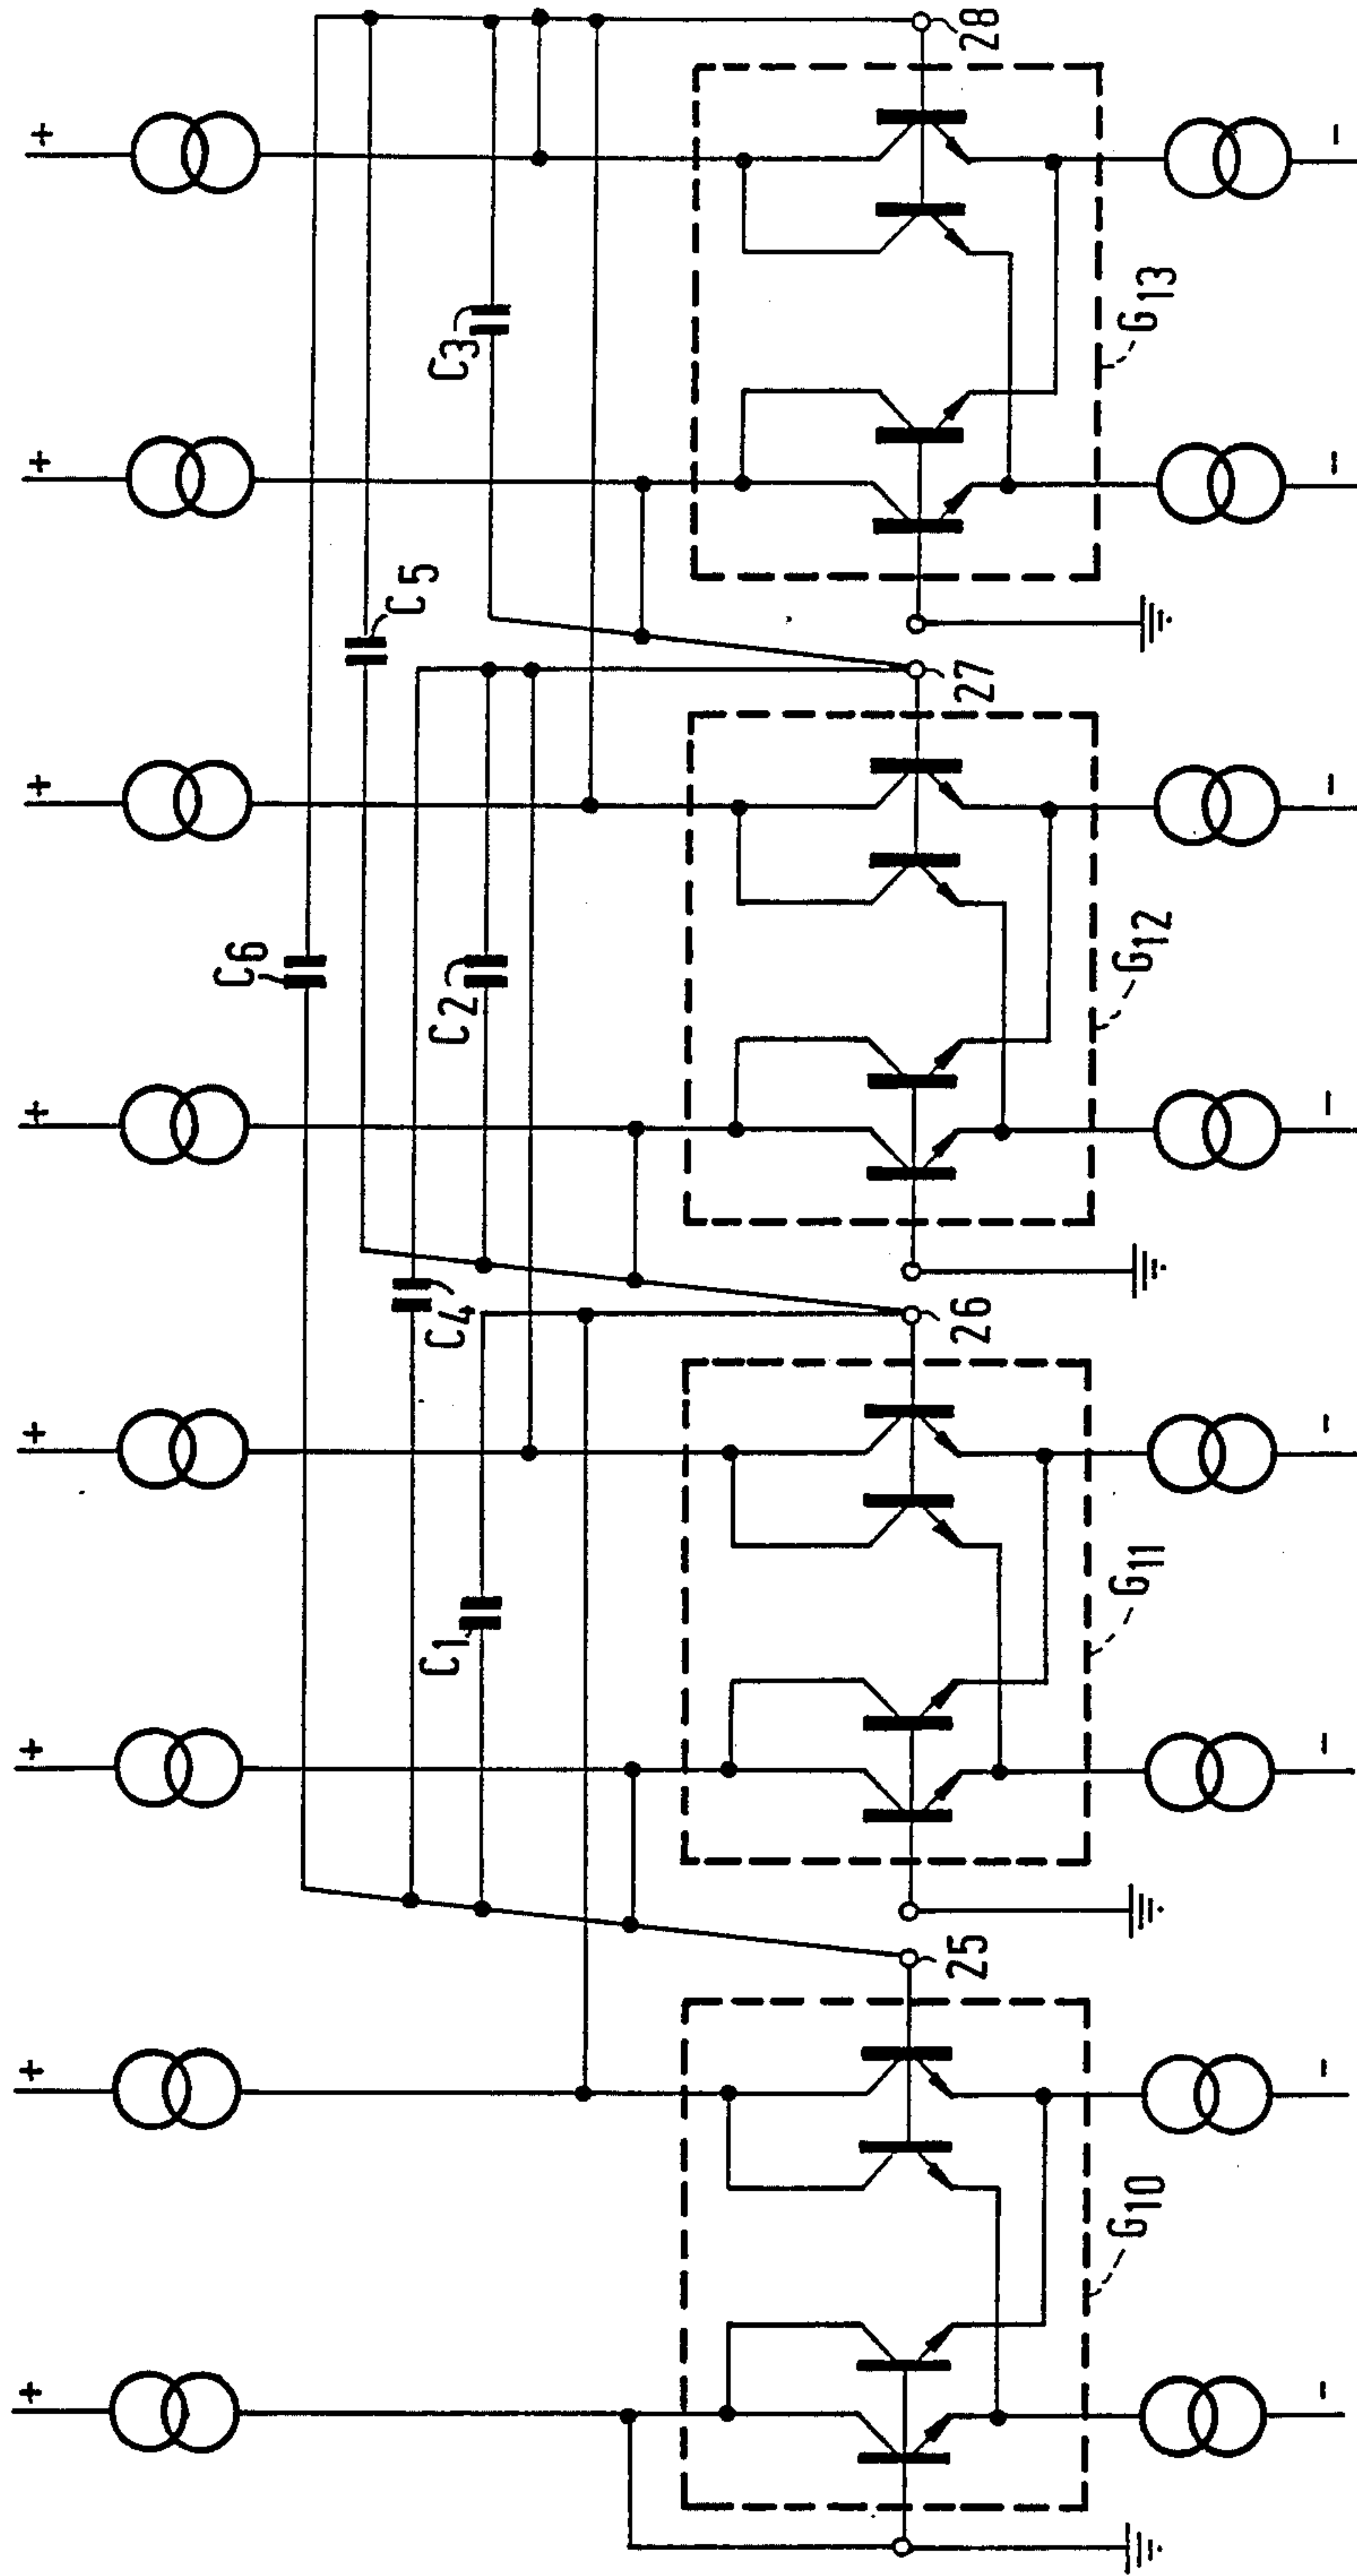 + + + + + + + +
C6
C5
C4
C1
C2
C3
25
26
27
28
G10
G11
G12
G13
- - - - - - - -